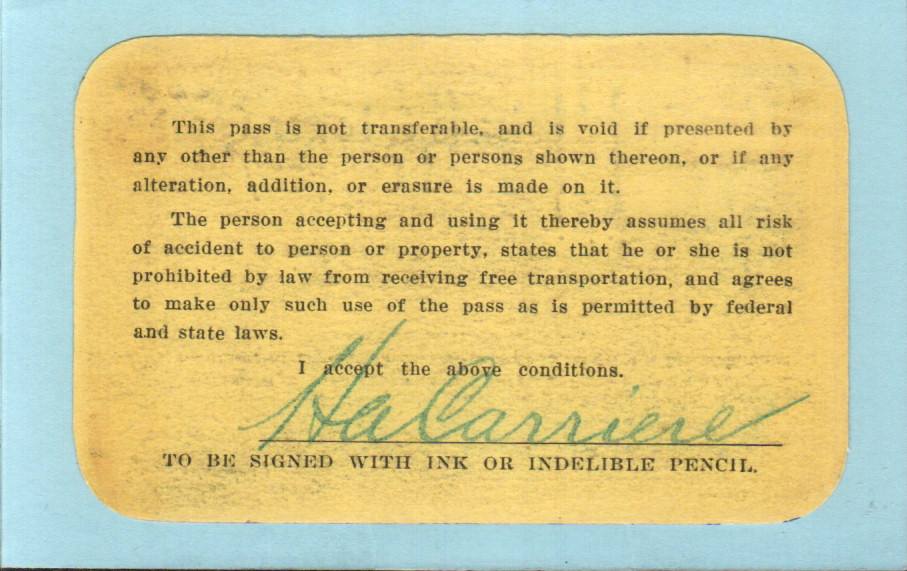 This pass is not transferable, and is void if presented by
any other than the person or persons shown thereon, or if any
alteration, addition, or erasure is made on it.
The person accepting and using it thereby assumes all risk
of accident to person or property, states that he or she is not
prohibited by law from receiving free transportation, and agrees
to make only such use of the pass as is permitted by federal
and state laws.
I accept the above conditions.
Ha Carriere
TO BE SIGNED WITH INK OR INDELIBLE PENCIL.